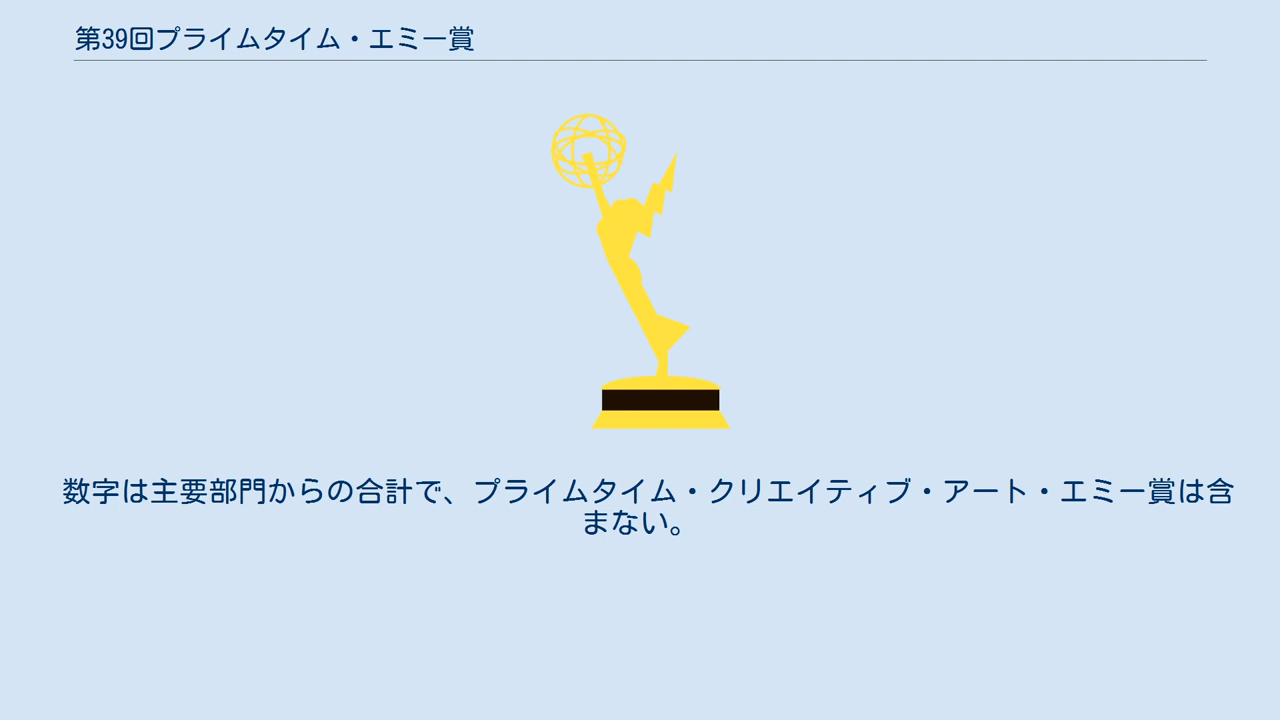 第39回プライムタイム・エミー賞
数字は主要部門からの合計で、プライムタイム・クリエイティブ・アート・エミー賞は含
まない。